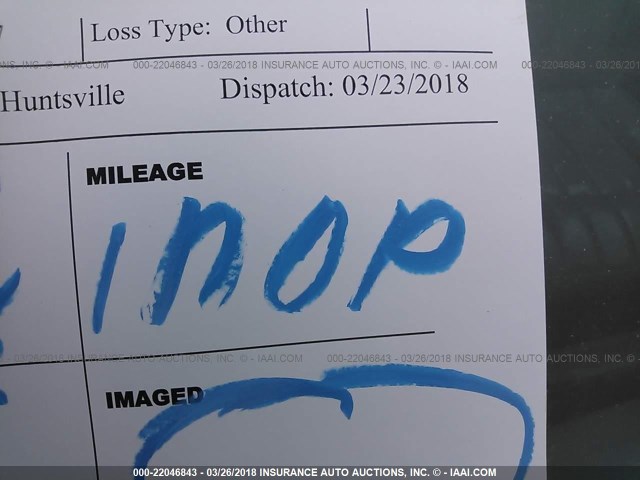 Loss Type: Other
000-22046843 - 03/26/2018 INSURANCE AUTO AUCTIONS, INC. © - IAAI.COM
Huntsville Dispatch: 03/23/2018
MILEAGE
inop
000-22046843 - 03/26/2018 INSURANCE AUTO AUCTIONS, INC. © - IAAI.COM
IMAGED
000-22046843 - 03/26/2018 INSURANCE AUTO AUCTIONS, INC. © - IAAI.COM